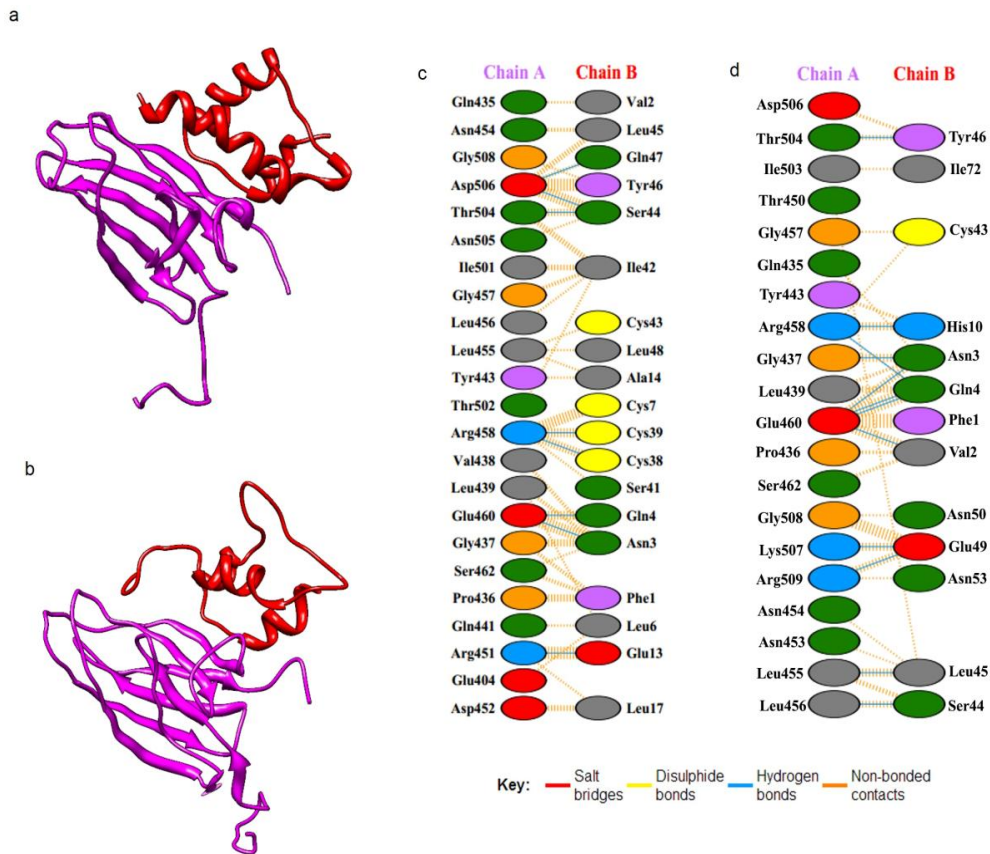 a
b
c
Chain A Chain B
Gln435 Val2
Asn454 Leu45
Gly508 Gln47
Asp506 Tyr46
Thr504 Ser44
Asn505
Ile501 Ile42
Gly457
Leu456 Cys43
Leu455 Leu48
Tyr443 Ala14
Thr502 Cys7
Arg458 Cys39
Val438 Cys38
Leu439 Ser41
Glu460 Gln4
Gly437 Asn3
Ser462
Pro436 Phe1
Gln441 Leu6
Arg451 Glu13
Glu404
Asp452 Leu17
d
Chain A Chain B
Asp506
Thr504 Tyr46
Ile503 Ile72
Thr450
Gly457 Cys43
Gln435
Tyr443
Arg458 His10
Gly437 Asn3
Leu439 Gln4
Glu460 Phe1
Pro436 Val2
Ser462
Gly508 Asn50
Lys507 Glu49
Arg509 Asn53
Asn454
Asn453
Leu455 Leu45
Leu456 Ser44
Key: Salt bridges Disulphide bonds Hydrogen bonds Non-bonded contacts